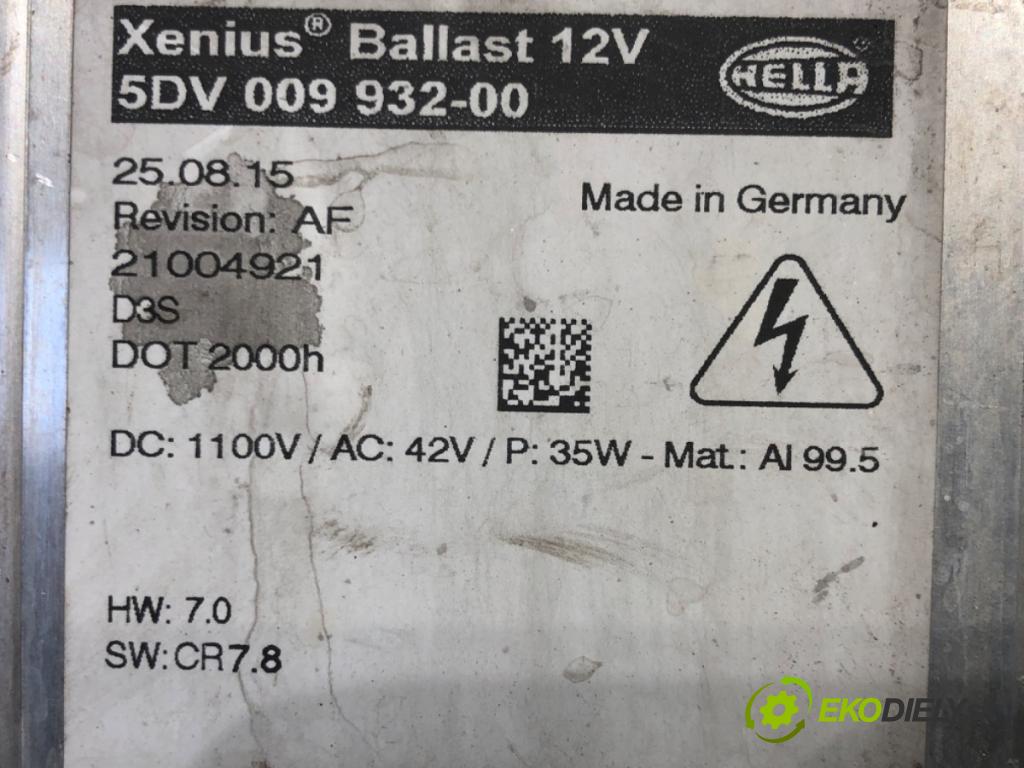 Xenius® Ballast 12V
5DV 009 932-00
HELLA
25.08.15
Made in Germany
Revision: AF
21004921
D3S
DOT 2000h
DC: 1100V / AC: 42V / P: 35W - Mat.: Al 99.5
HW: 7.0
SW: CR7.8
EKODIELY